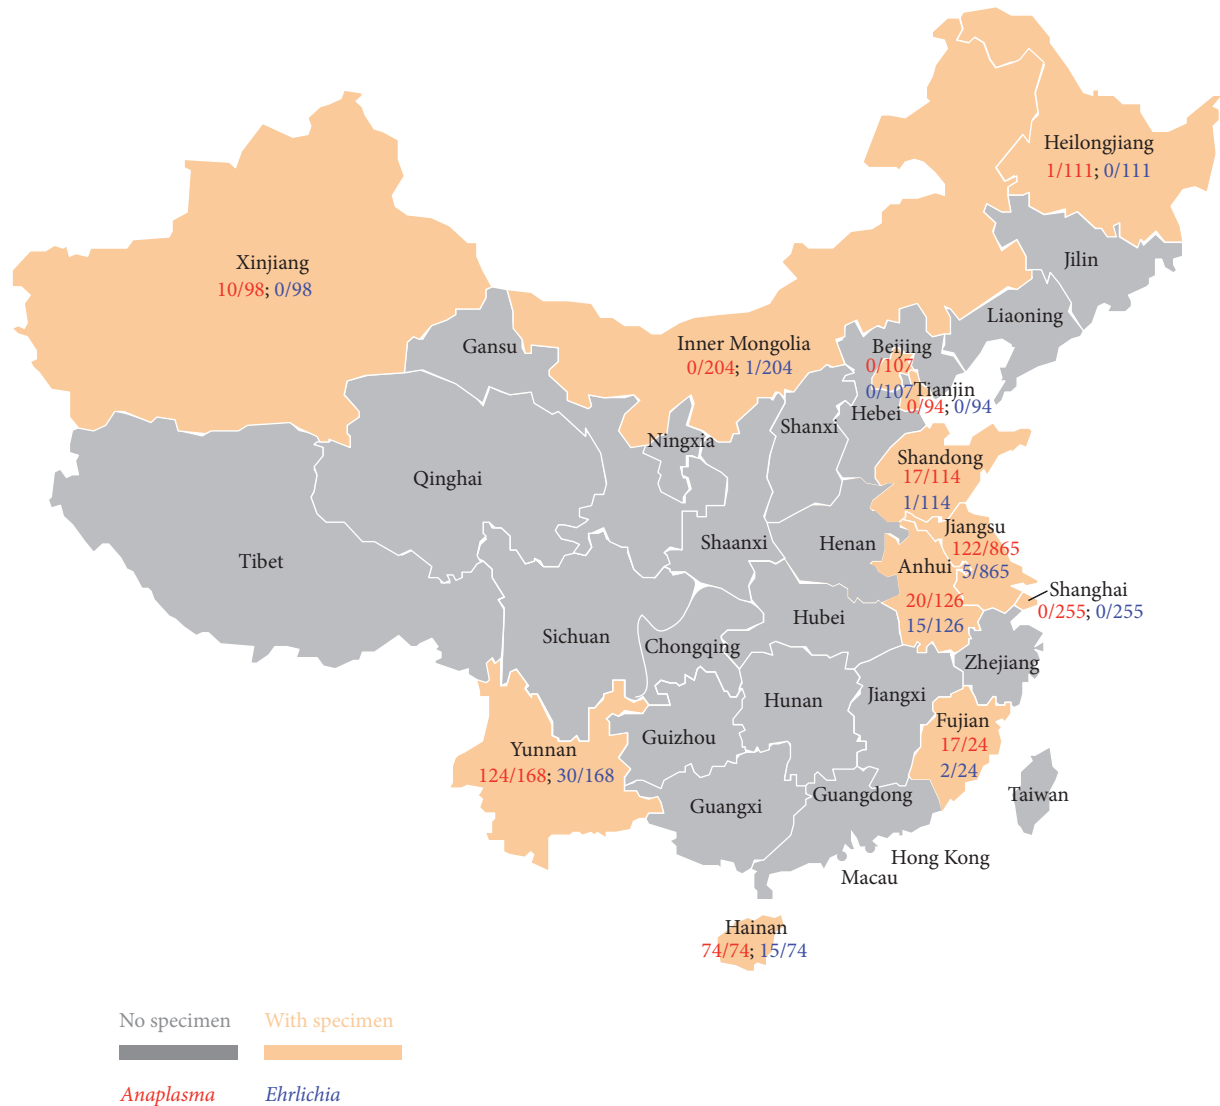 Heilongjiang
1/111; 0/111
Xinjiang
10/98; 0/98
Jilin
Liaoning
Gansu
Inner Mongolia
0/204; 1/204
Beijing
0/107
0/107
Tianjin
0/94; 0/94
Hebei
Shanxi
Ningxia
Shandong
17/114
1/114
Qinghai
Jiangsu
122/865
5/865
Shaanxi
Henan
Tibet
Anhui
20/126
15/126
Shanghai
0/255; 0/255
Hubei
Sichuan
Chongqing
Zhejiang
Hunan
Jiangxi
Fujian
17/24
2/24
Guizhou
Yunnan
124/168; 30/168
Guangxi
Guangdong
Taiwan
Hong Kong
Macau
Hainan
74/74; 15/74
No specimen With specimen
Anaplasma Ehrlichia